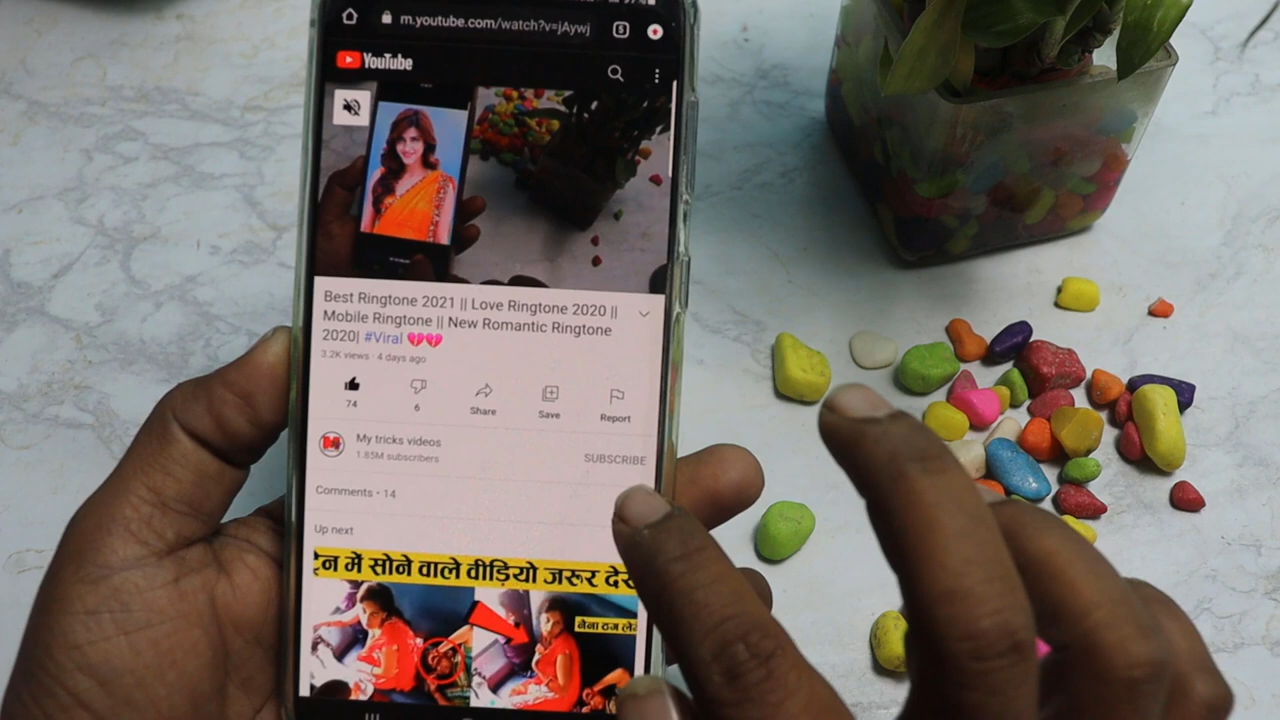 m.youtube.com/watch?v=jAywj
5
YouTube
Best Ringtone 2021 || Love Ringtone 2020 ||
Mobile Ringtone || New Romantic Ringtone
2020| #Viral 💔💔
3.2K views · 4 days ago
74
6
Share
Save
Report
My tricks videos
1.85M subscribers
SUBSCRIBE
Comments • 14
Up next
में सोने वाले वीडियो जरूर
नेना ठग